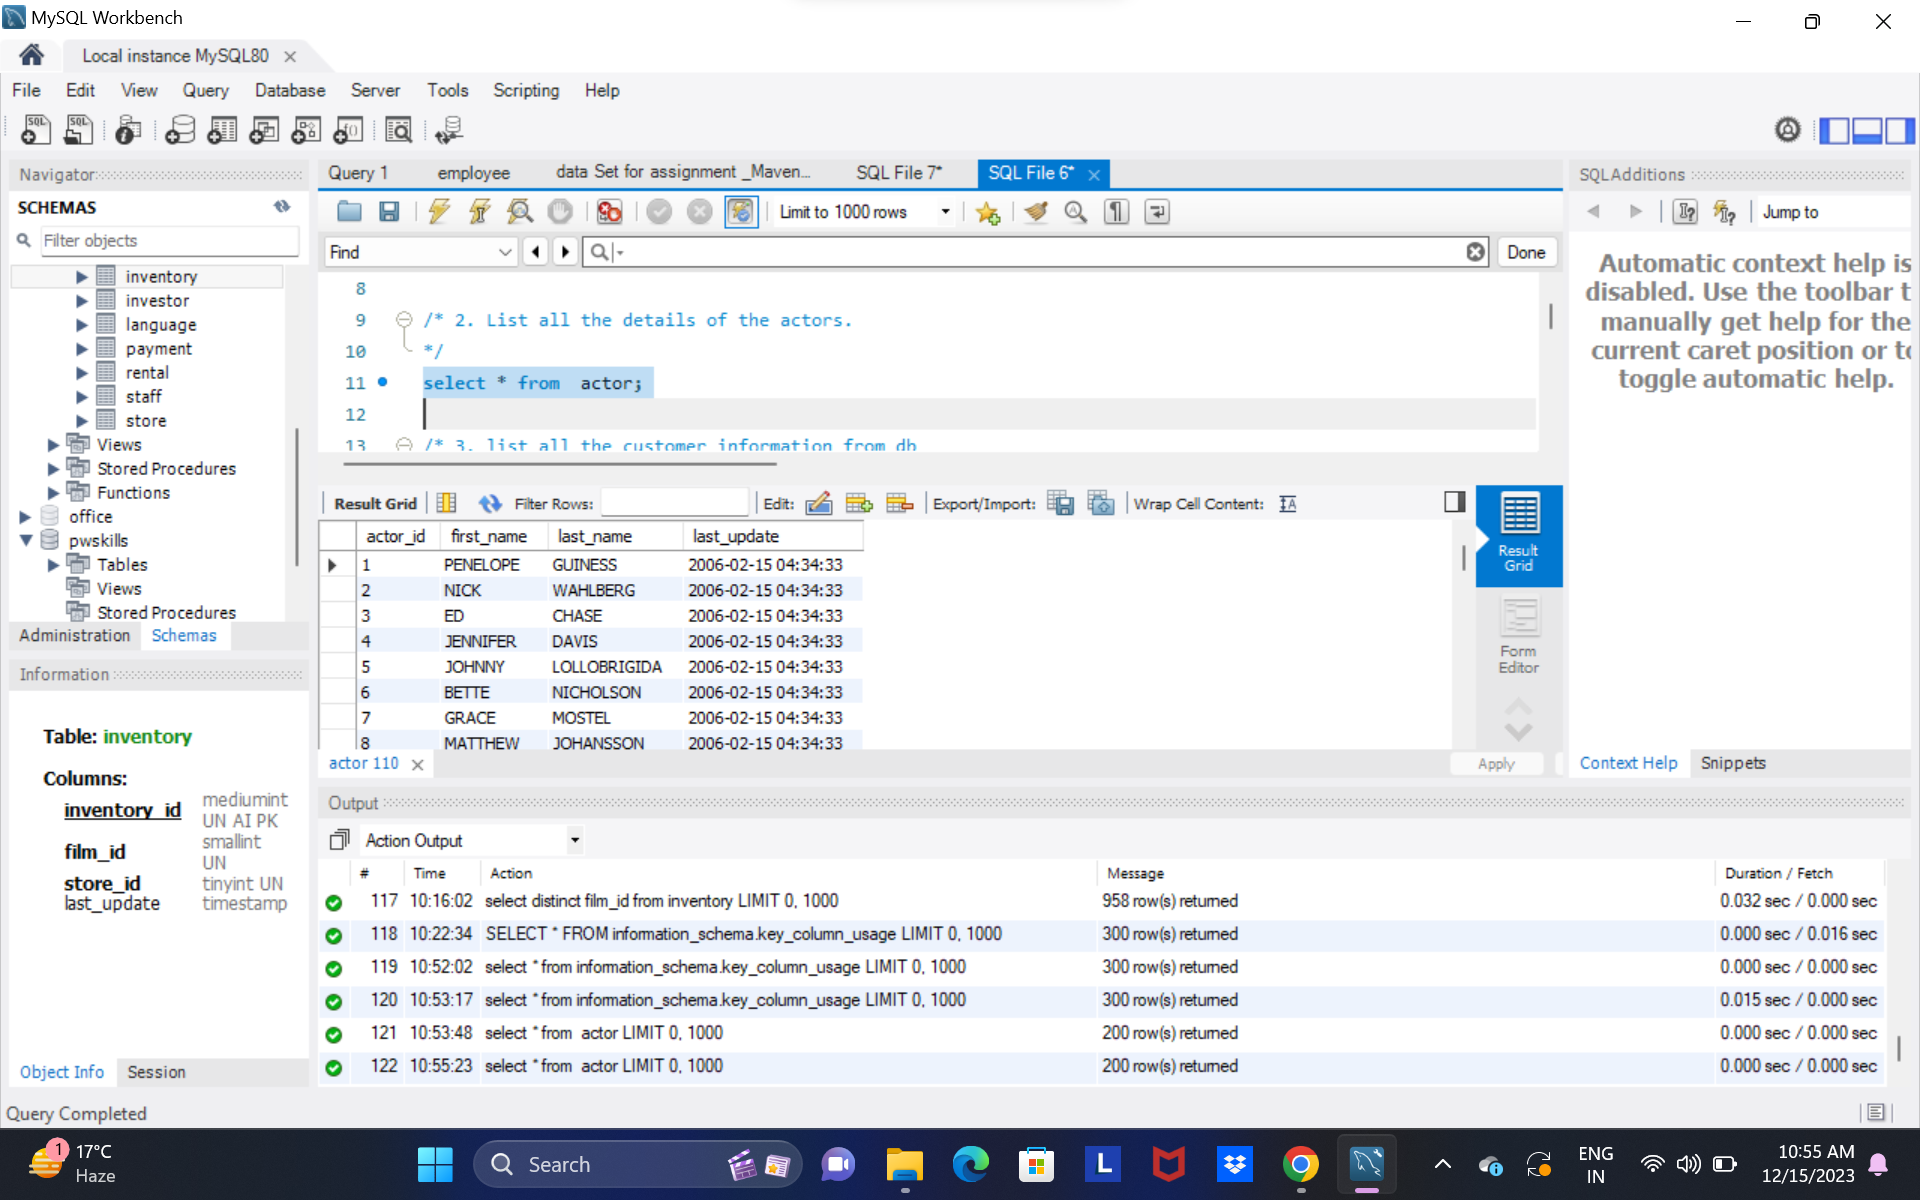 MySQL Workbench
Local instance MySQL80
File Edit View Query Database Server Tools Scripting Help
Navigator
SCHEMAS
Filter objects
inventory
investor
language
payment
rental
staff
store
Views
Stored Procedures
Functions
office
pwskills
Tables
Views
Stored Procedures
Administration Schemas
Information
Table: inventory
Columns:
inventory_id mediumint UN AI PK
film_id smallint UN
store_id tinyint UN
last_update timestamp
Object Info Session
Query Completed
Query 1 employee data Set for assignment _Maven... SQL File 7* SQL File 6*
Limit to 1000 rows
Find Done
8
9 /* 2. List all the details of the actors.
10 */
11 select * from actor;
12
13 /* 3. list all the customer information from db
Result Grid Filter Rows: Edit: Export/Import: Wrap Cell Content:
actor_id first_name last_name last_update
1 PENELOPE GUINESS 2006-02-15 04:34:33
2 NICK WAHLBERG 2006-02-15 04:34:33
3 ED CHASE 2006-02-15 04:34:33
4 JENNIFER DAVIS 2006-02-15 04:34:33
5 JOHNNY LOLLOBRIGIDA 2006-02-15 04:34:33
6 BETTE NICHOLSON 2006-02-15 04:34:33
7 GRACE MOSTEL 2006-02-15 04:34:33
8 MATTHEW JOHANSSON 2006-02-15 04:34:33
Result Grid
Form Editor
actor 110
Apply
SQLAdditions
Jump to
Automatic context help is
disabled. Use the toolbar t
manually get help for the
current caret position or to
toggle automatic help.
Context Help Snippets
Output
Action Output
# Time Action Message Duration / Fetch
117 10:16:02 select distinct film_id from inventory LIMIT 0, 1000 958 row(s) returned 0.032 sec / 0.000 sec
118 10:22:34 SELECT * FROM information_schema.key_column_usage LIMIT 0, 1000 300 row(s) returned 0.000 sec / 0.016 sec
119 10:52:02 select * from information_schema.key_column_usage LIMIT 0, 1000 300 row(s) returned 0.000 sec / 0.000 sec
120 10:53:17 select * from information_schema.key_column_usage LIMIT 0, 1000 300 row(s) returned 0.015 sec / 0.000 sec
121 10:53:48 select * from actor LIMIT 0, 1000 200 row(s) returned 0.000 sec / 0.000 sec
122 10:55:23 select * from actor LIMIT 0, 1000 200 row(s) returned 0.000 sec / 0.000 sec
1
17°C
Haze
Search
L
ENG
IN
10:55 AM
12/15/2023